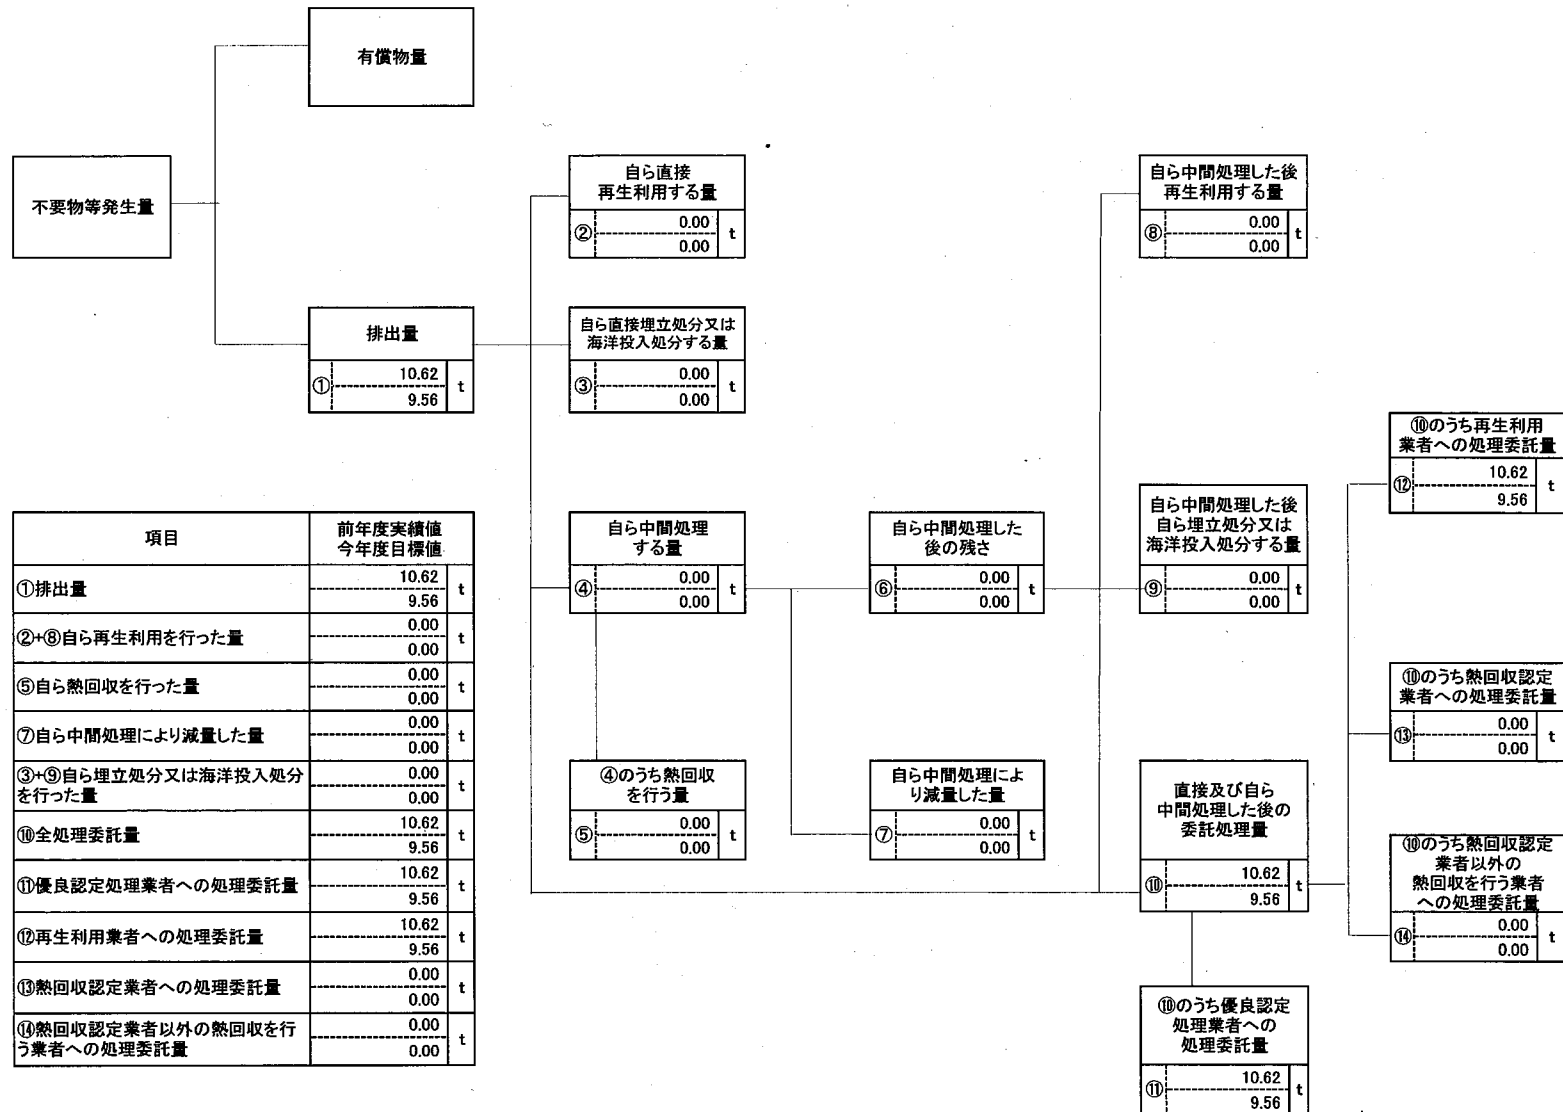 有償物量
不要物等発生量
排出量
①
10.62
9.56
t
自ら直接
再生利用する量
②
0.00
0.00
t
自ら直接埋立処分又は
海洋投入処分する量
③
0.00
0.00
t
自ら中間処理
する量
④
0.00
0.00
t
④のうち熱回収
を行う量
⑤
0.00
0.00
t
自ら中間処理した
後の残さ
⑥
0.00
0.00
t
自ら中間処理によ
り減量した量
⑦
0.00
0.00
t
自ら中間処理した後
再生利用する量
⑧
0.00
0.00
t
自ら中間処理した後
自ら埋立処分又は
海洋投入処分する量
⑨
0.00
0.00
t
直接及び自ら
中間処理した後の
委託処理量
⑩
10.62
9.56
t
⑩のうち優良認定
処理業者への
処理委託量
⑪
10.62
9.56
t
⑩のうち再生利用
業者への処理委託量
⑫
10.62
9.56
t
⑩のうち熱回収認定
業者への処理委託量
⑬
0.00
0.00
t
⑩のうち熱回収認定
業者以外の
熱回収を行う業者
への処理委託量
⑭
0.00
0.00
t
項目
前年度実績値
今年度目標値
①排出量
10.62
9.56
t
②+⑧自ら再生利用を行った量
0.00
0.00
t
⑤自ら熱回収を行った量
0.00
0.00
t
⑦自ら中間処理により減量した量
0.00
0.00
t
③+⑨自ら埋立処分又は海洋投入処分
を行った量
0.00
0.00
t
⑩全処理委託量
10.62
9.56
t
⑪優良認定処理業者への処理委託量
10.62
9.56
t
⑫再生利用業者への処理委託量
10.62
9.56
t
⑬熱回収認定業者への処理委託量
0.00
0.00
t
⑭熱回収認定業者以外の熱回収を行
う業者への処理委託量
0.00
0.00
t